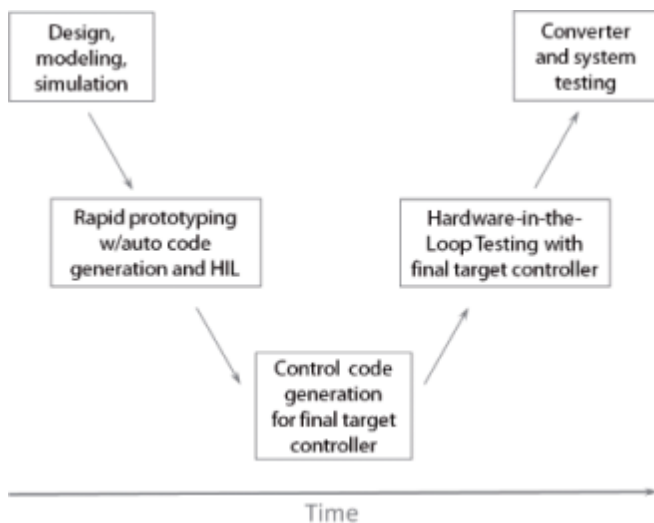 Design,
modeling,
simulation
Rapid prototyping
w/auto code
generation and HIL
Control code
generation
for final target
controller
Hardware-in-the-
Loop Testing with
final target controller
Converter
and system
testing
Time